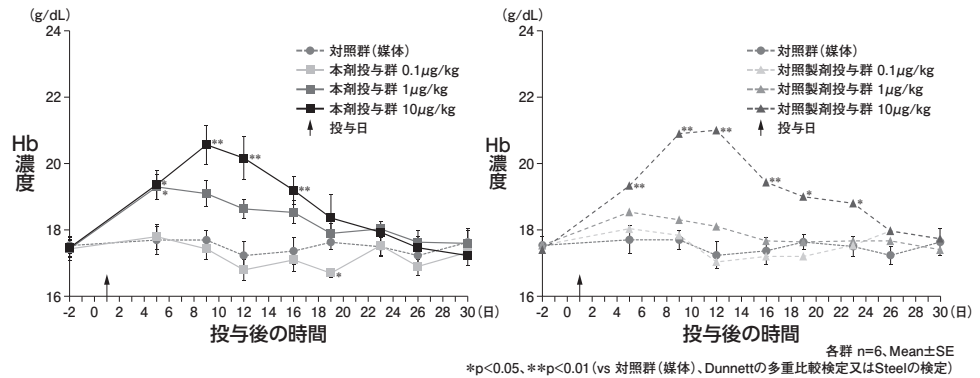 (g/dL)
24
22
20
18
16
Hb
濃度
対照群(媒体)
本剤投与群 0.1μg/kg
本剤投与群 1μg/kg
本剤投与群 10μg/kg
投与日
**
**
**
*
*
*
-2 0 2 4 6 8 10 12 14 16 18 20 22 24 26 28 30(日)
投与後の時間
(g/dL)
24
22
20
18
16
Hb
濃度
対照群(媒体)
対照製剤投与群 0.1μg/kg
対照製剤投与群 1μg/kg
対照製剤投与群 10μg/kg
投与日
**
**
**
**
*
*
-2 0 2 4 6 8 10 12 14 16 18 20 22 24 26 28 30(日)
投与後の時間
各群 n=6、Mean±SE
*p<0.05、**p<0.01(vs 対照群(媒体)、Dunnettの多重比較検定又はSteelの検定)